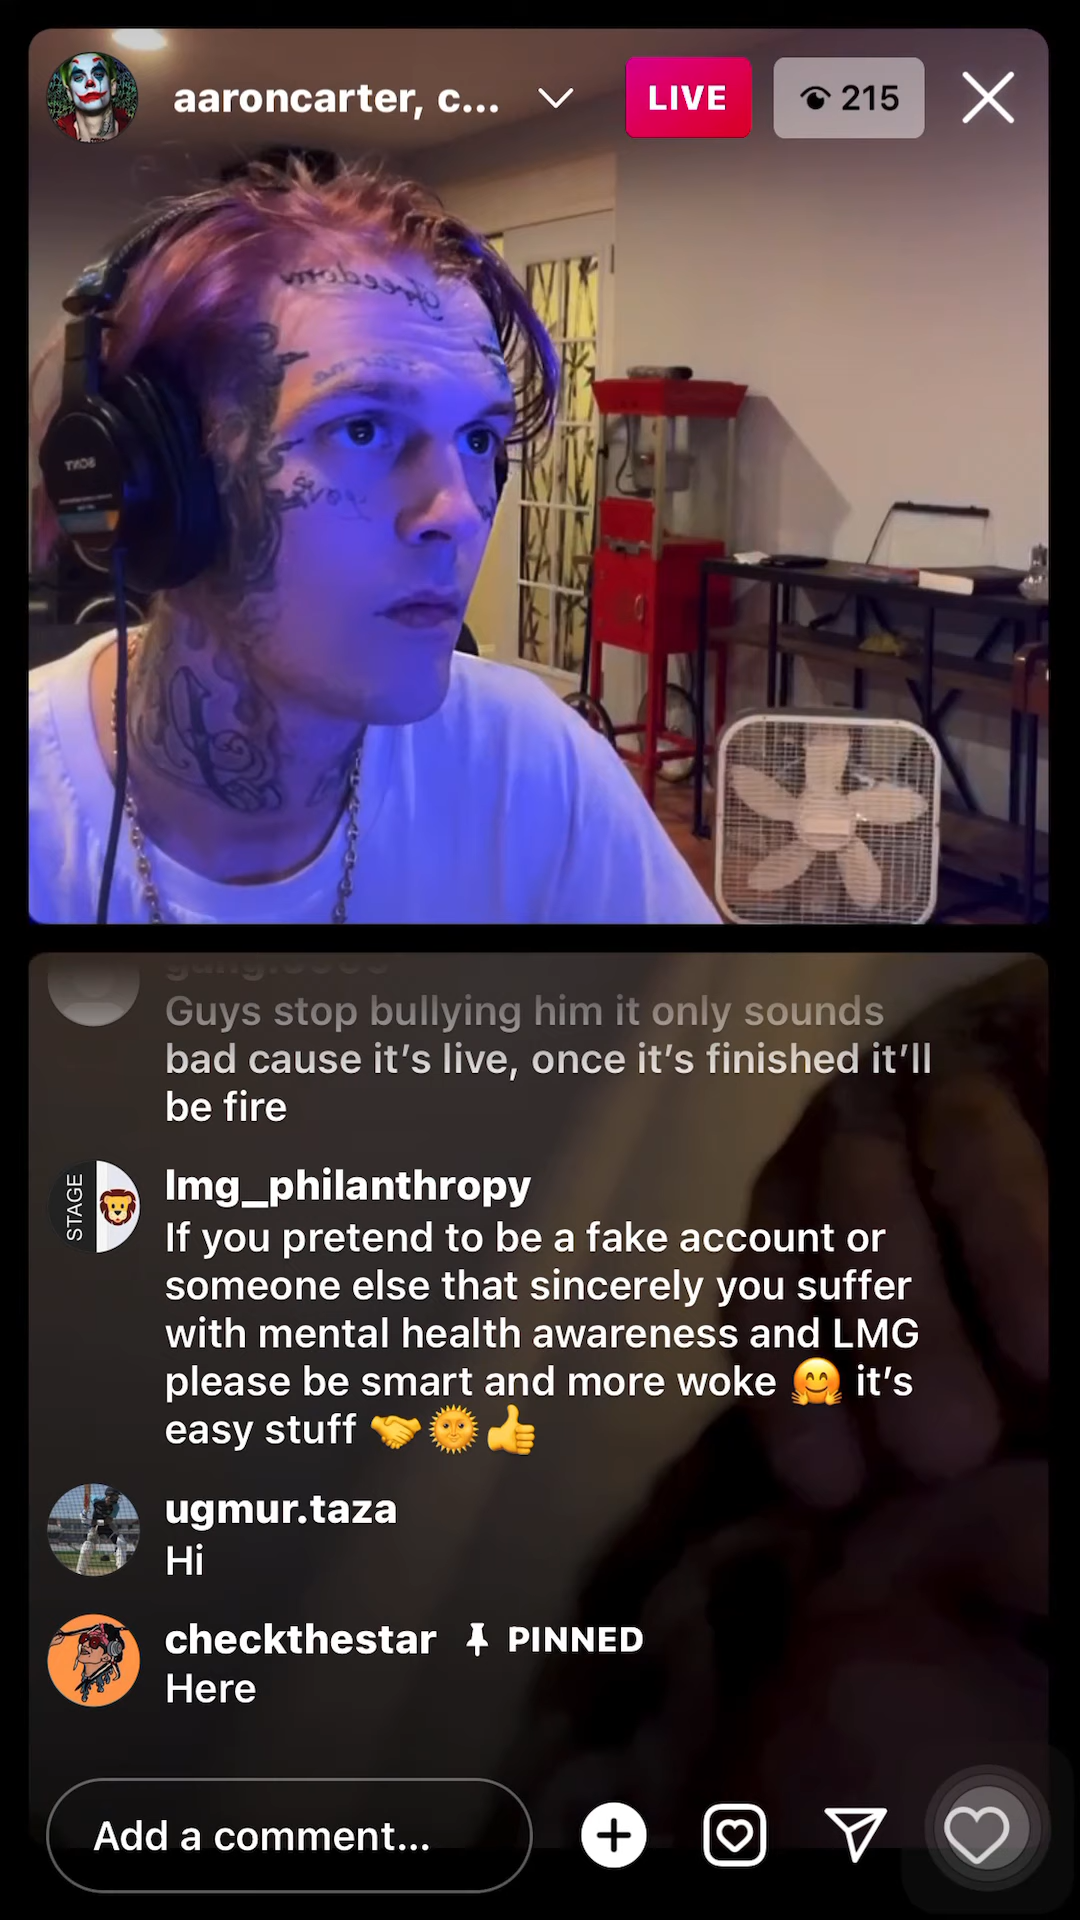 aaroncarter, c...
LIVE
215
Freedom
SONY
Love
Guys stop bullying him it only sounds
bad cause it’s live, once it’s finished it’ll
be fire
STAGE
lmg_philanthropy
If you pretend to be a fake account or
someone else that sincerely you suffer
with mental health awareness and LMG
please be smart and more woke 🤗 it’s
easy stuff 🤝🌞👍
ugmur.taza
Hi
checkthestar PINNED
Here
Add a comment...